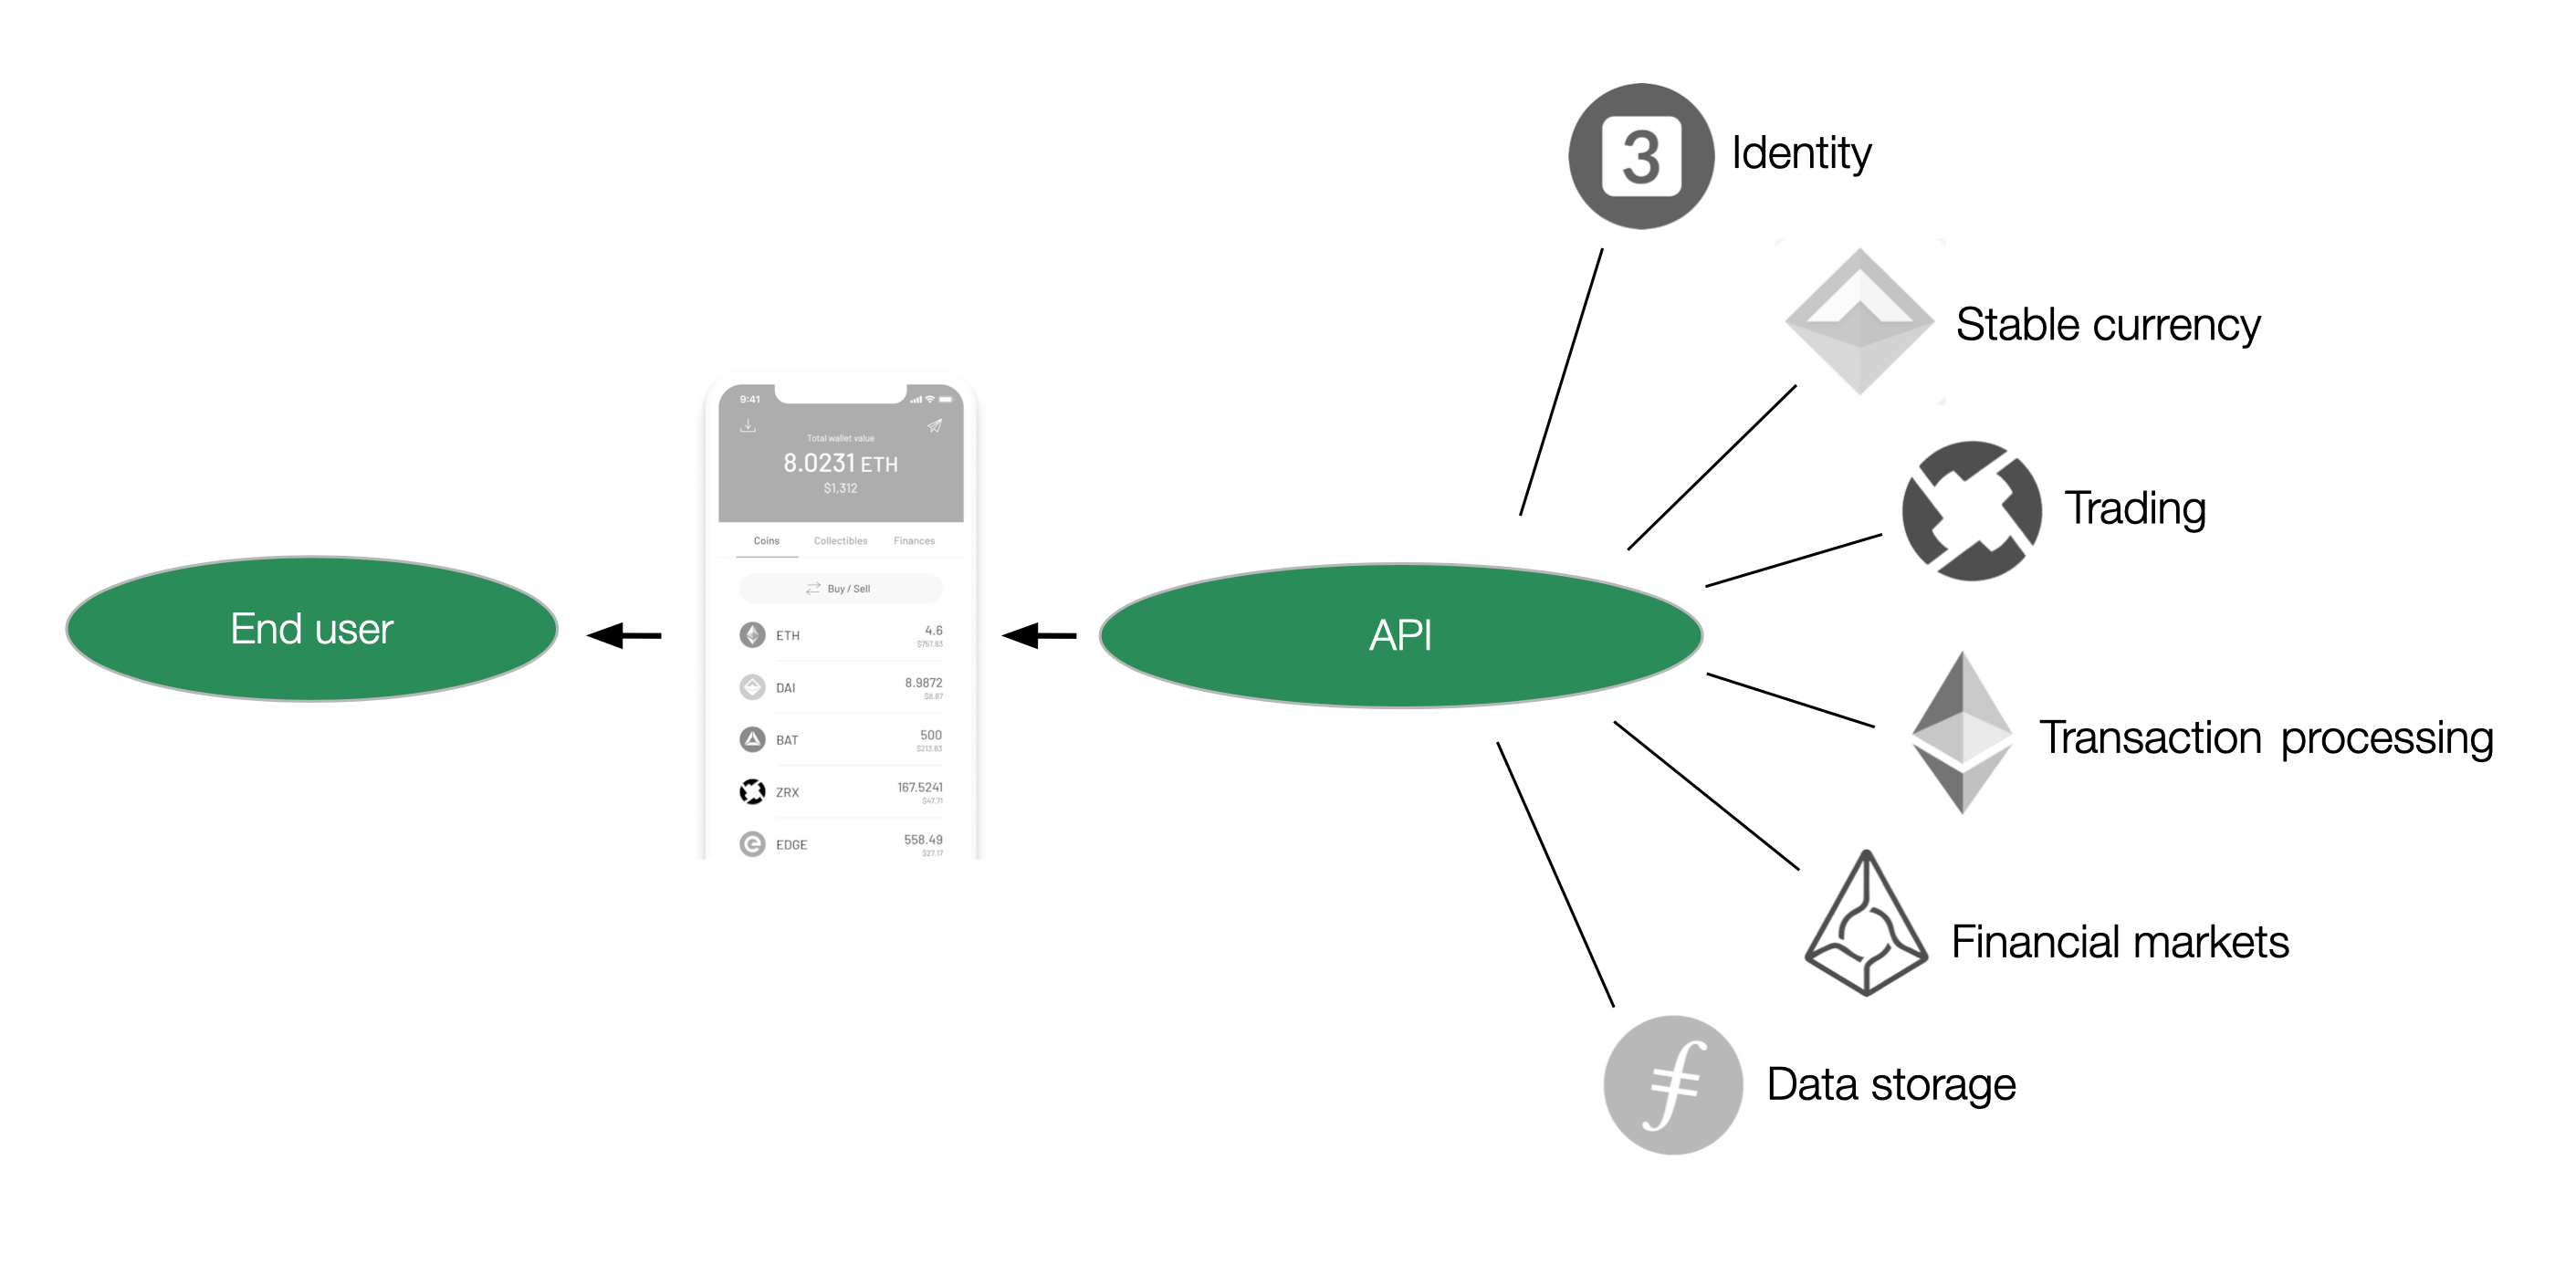 3
Identity
Stable currency
Trading
Transaction processing
Financial markets
Data storage
API
End user
9:41
Total wallet value
8.0231 ETH
$1,312
Coins Collectibles Finances
Buy / Sell
ETH 4.6
$757.83
DAI 8.9872
$8.87
BAT 500
$213.83
ZRX 167.5241
$47.71
EDGE 558.49
$27.17